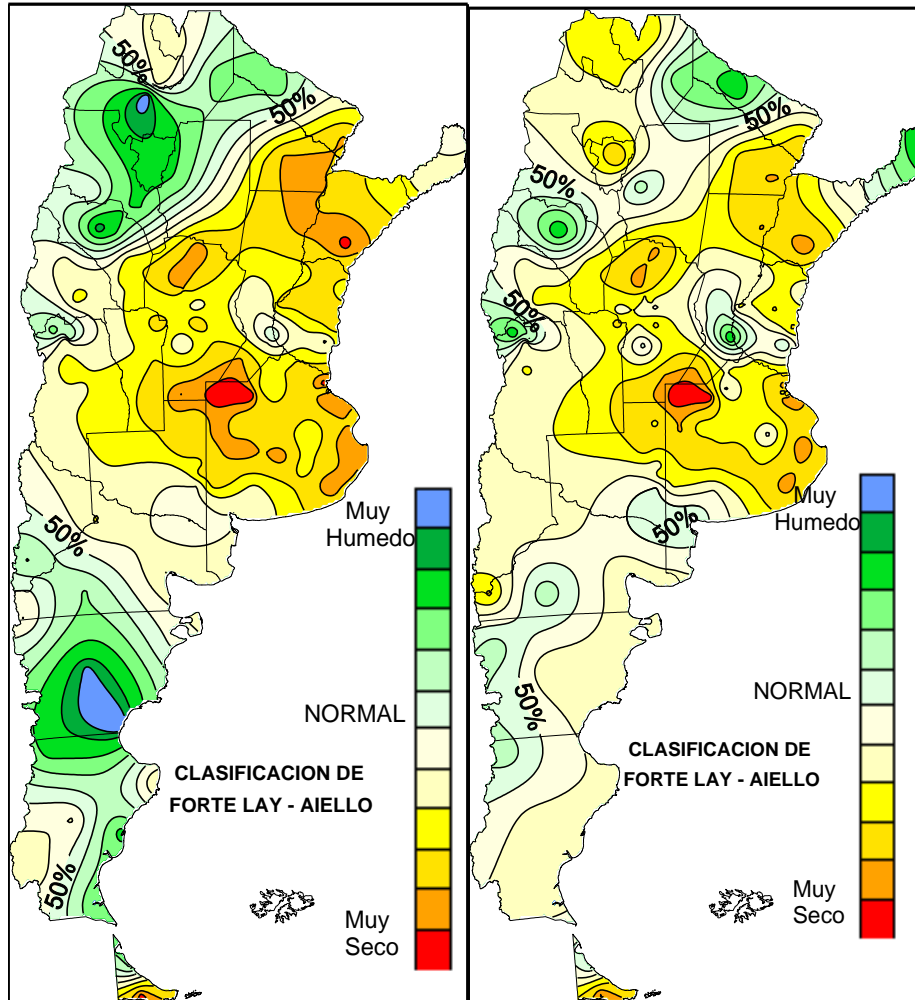 50%
50%
50%
50%
Muy
Humedo
NORMAL
CLASIFICACION DE
FORTE LAY - AIELLO
Muy
Seco
50%
50%
50%
50%
50%
Muy
Humedo
NORMAL
CLASIFICACION DE
FORTE LAY - AIELLO
Muy
Seco